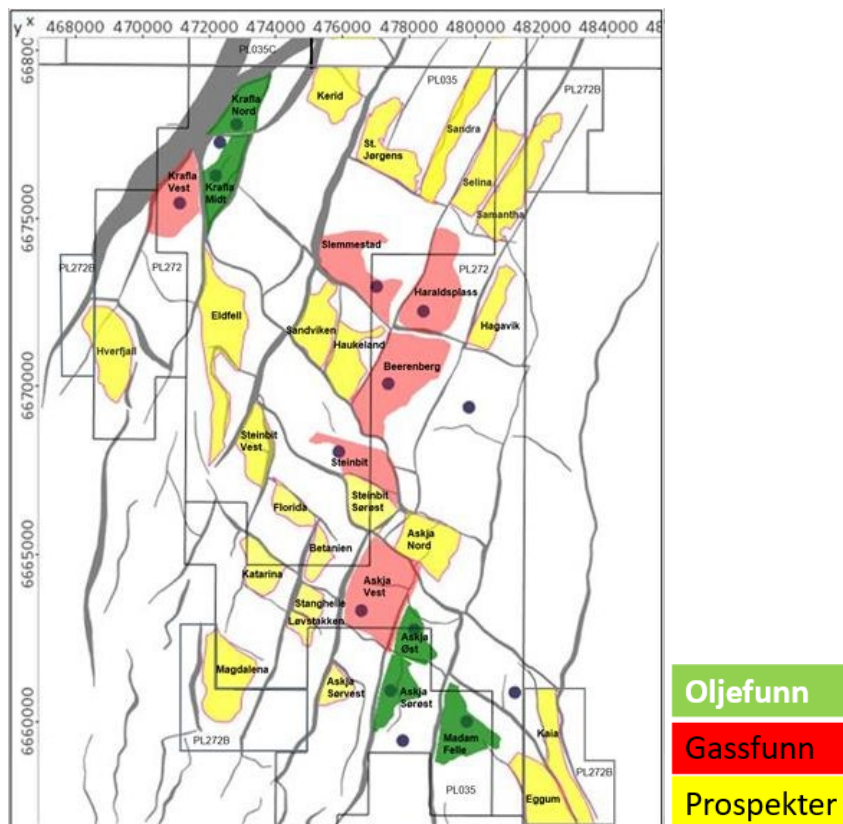 y x
468000 470000 472000 474000 476000 478000 480000 482000 484000 48
6680C
6675000
6670000
6665000
6660000
PL035C
PL035
PL272B
Krafla
Nord
Kerid
St.
Jørgens
Sandra
Krafla
Vest
Krafla
Midt
Selina
Samantha
Slemmestad
PL272B
PL272
PL272
Haraldsplass
Hagavik
Eldfell
Sandviken
Haukeland
Hverfjall
Beerenberg
Steinbit
Vest
Steinbit
Steinbit
Sørøst
Florida
Betanien
Askja
Nord
Katarina
Askja
Vest
Stanghelle
Løvstakken
Askja
Øst
Magdalena
Askja
Sørvest
Askja
Sørøst
Madam
Felle
Kaia
PL272B
PL035
PL272B
Eggum
Oljefunn
Gassfunn
Prospekter